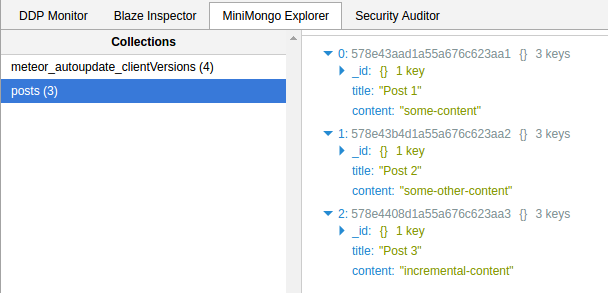 DDP Monitor Blaze Inspector MiniMongo Explorer Security Auditor
Collections
meteor_autoupdate_clientVersions (4)
posts (3)
0: 578e43aad1a55a676c623aa1 {} 3 keys
_id: {} 1 key
title: "Post 1"
content: "some-content"
1: 578e43b4d1a55a676c623aa2 {} 3 keys
_id: {} 1 key
title: "Post 2"
content: "some-other-content"
2: 578e4408d1a55a676c623aa3 {} 3 keys
_id: {} 1 key
title: "Post 3"
content: "incremental-content"